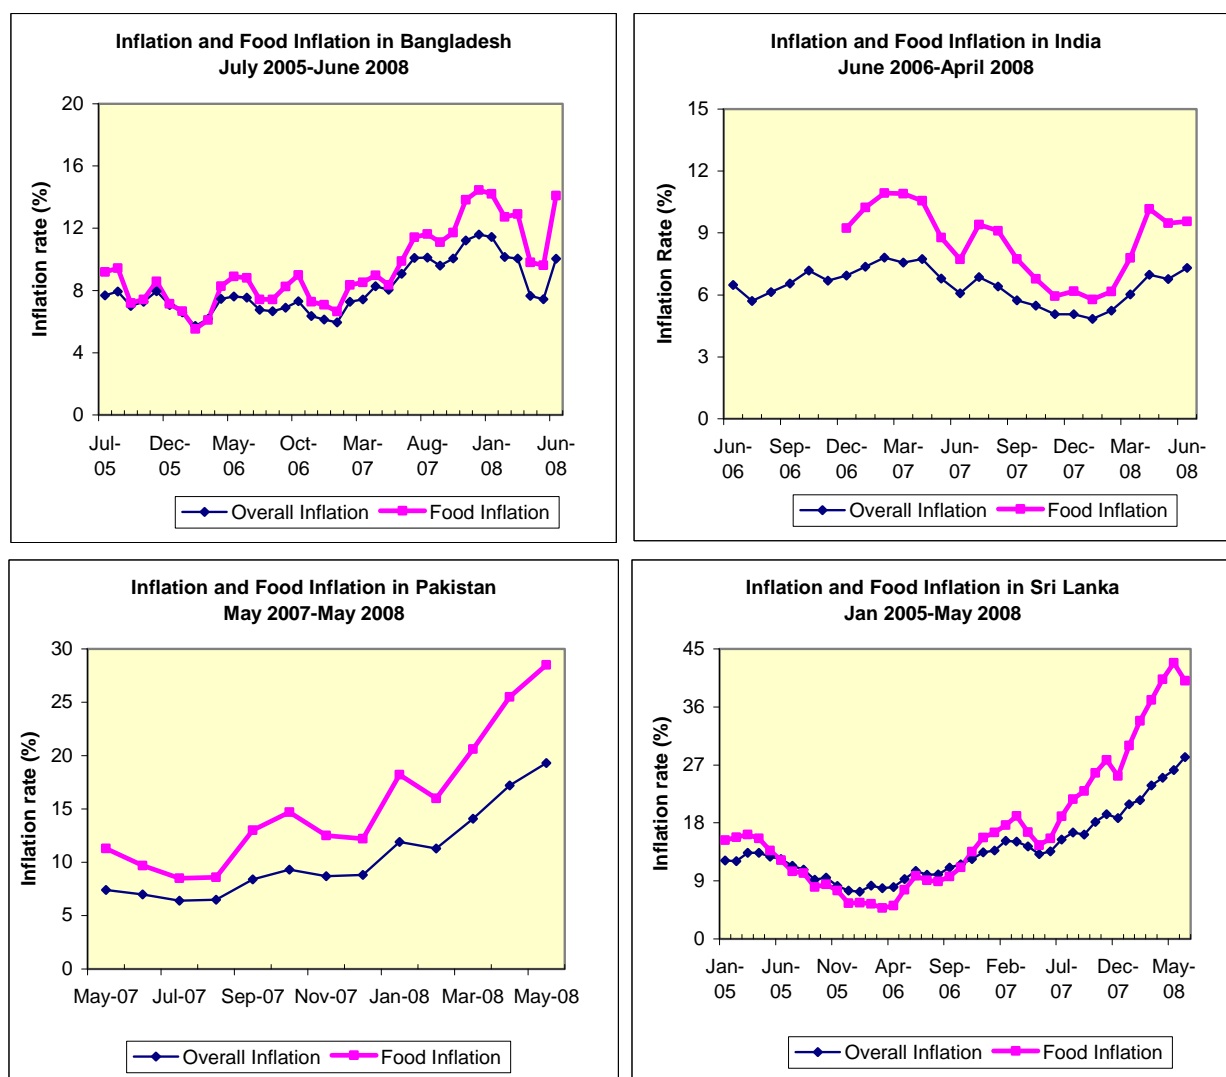 Inflation and Food Inflation in Bangladesh
July 2005-June 2008
20
16
12
8
4
0
Inflation rate (%)
Jul-05
Dec-05
May-06
Oct-06
Mar-07
Aug-07
Jan-08
Jun-08
Overall Inflation
Food Inflation
Inflation and Food Inflation in India
June 2006-April 2008
15
12
9
6
3
0
Inflation Rate (%)
Jun-06
Sep-06
Dec-06
Mar-07
Jun-07
Sep-07
Dec-07
Mar-08
Jun-08
Overall Inflation
Food Inflation
Inflation and Food Inflation in Pakistan
May 2007-May 2008
30
25
20
15
10
5
0
Inflation rate (%)
May-07
Jul-07
Sep-07
Nov-07
Jan-08
Mar-08
May-08
Overall Inflation
Food Inflation
Inflation and Food Inflation in Sri Lanka
Jan 2005-May 2008
45
36
27
18
9
0
Inflation rate (%)
Jan-05
Jun-05
Nov-05
Apr-06
Sep-06
Feb-07
Jul-07
Dec-07
May-08
Overall Inflation
Food Inflation